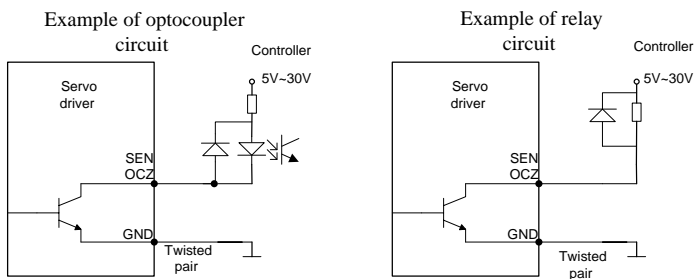 Example of optocoupler
circuit
Controller
5V~30V
Servo
driver
SEN
OCZ
GND
Twisted
pair
Example of relay
circuit
Controller
5V~30V
Servo
driver
SEN
OCZ
GND
Twisted
pair